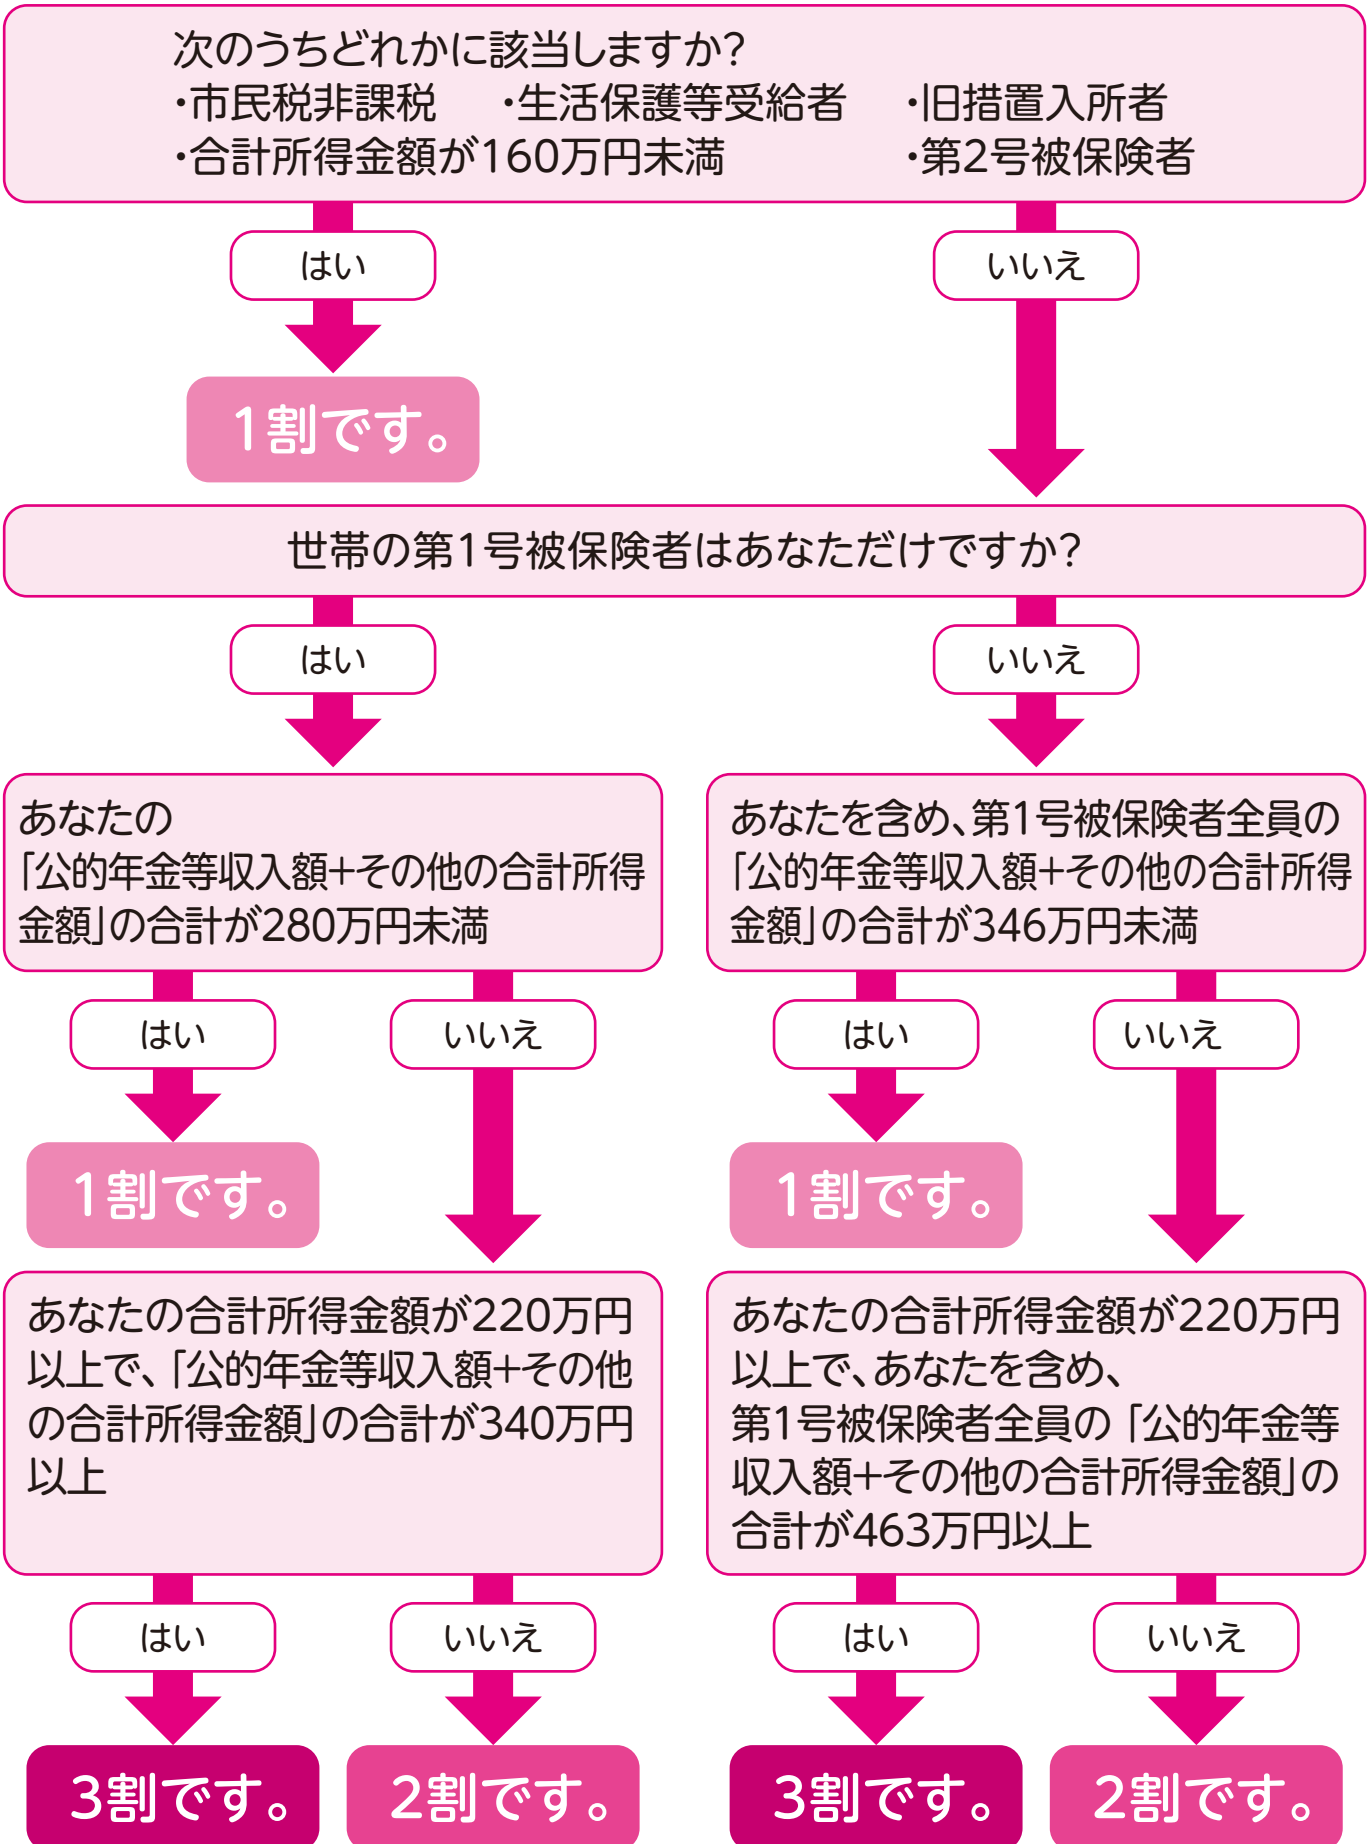 次のうちどれかに該当しますか?
・市民税非課税　・生活保護等受給者　・旧措置入所者
・合計所得金額が160万円未満　・第2号被保険者
はい
いいえ
1割です。
世帯の第1号被保険者はあなただけですか?
はい
いいえ
あなたの
「公的年金等収入額+その他の合計所得
金額」の合計が280万円未満
あなたを含め、第1号被保険者全員の
「公的年金等収入額+その他の合計所得
金額」の合計が346万円未満
はい
いいえ
はい
いいえ
1割です。
1割です。
あなたの合計所得金額が220万円
以上で、「公的年金等収入額+その他
の合計所得金額」の合計が340万円
以上
あなたの合計所得金額が220万円
以上で、あなたを含め、
第1号被保険者全員の「公的年金等
収入額+その他の合計所得金額」の
合計が463万円以上
はい
いいえ
はい
いいえ
3割です。
2割です。
3割です。
2割です。